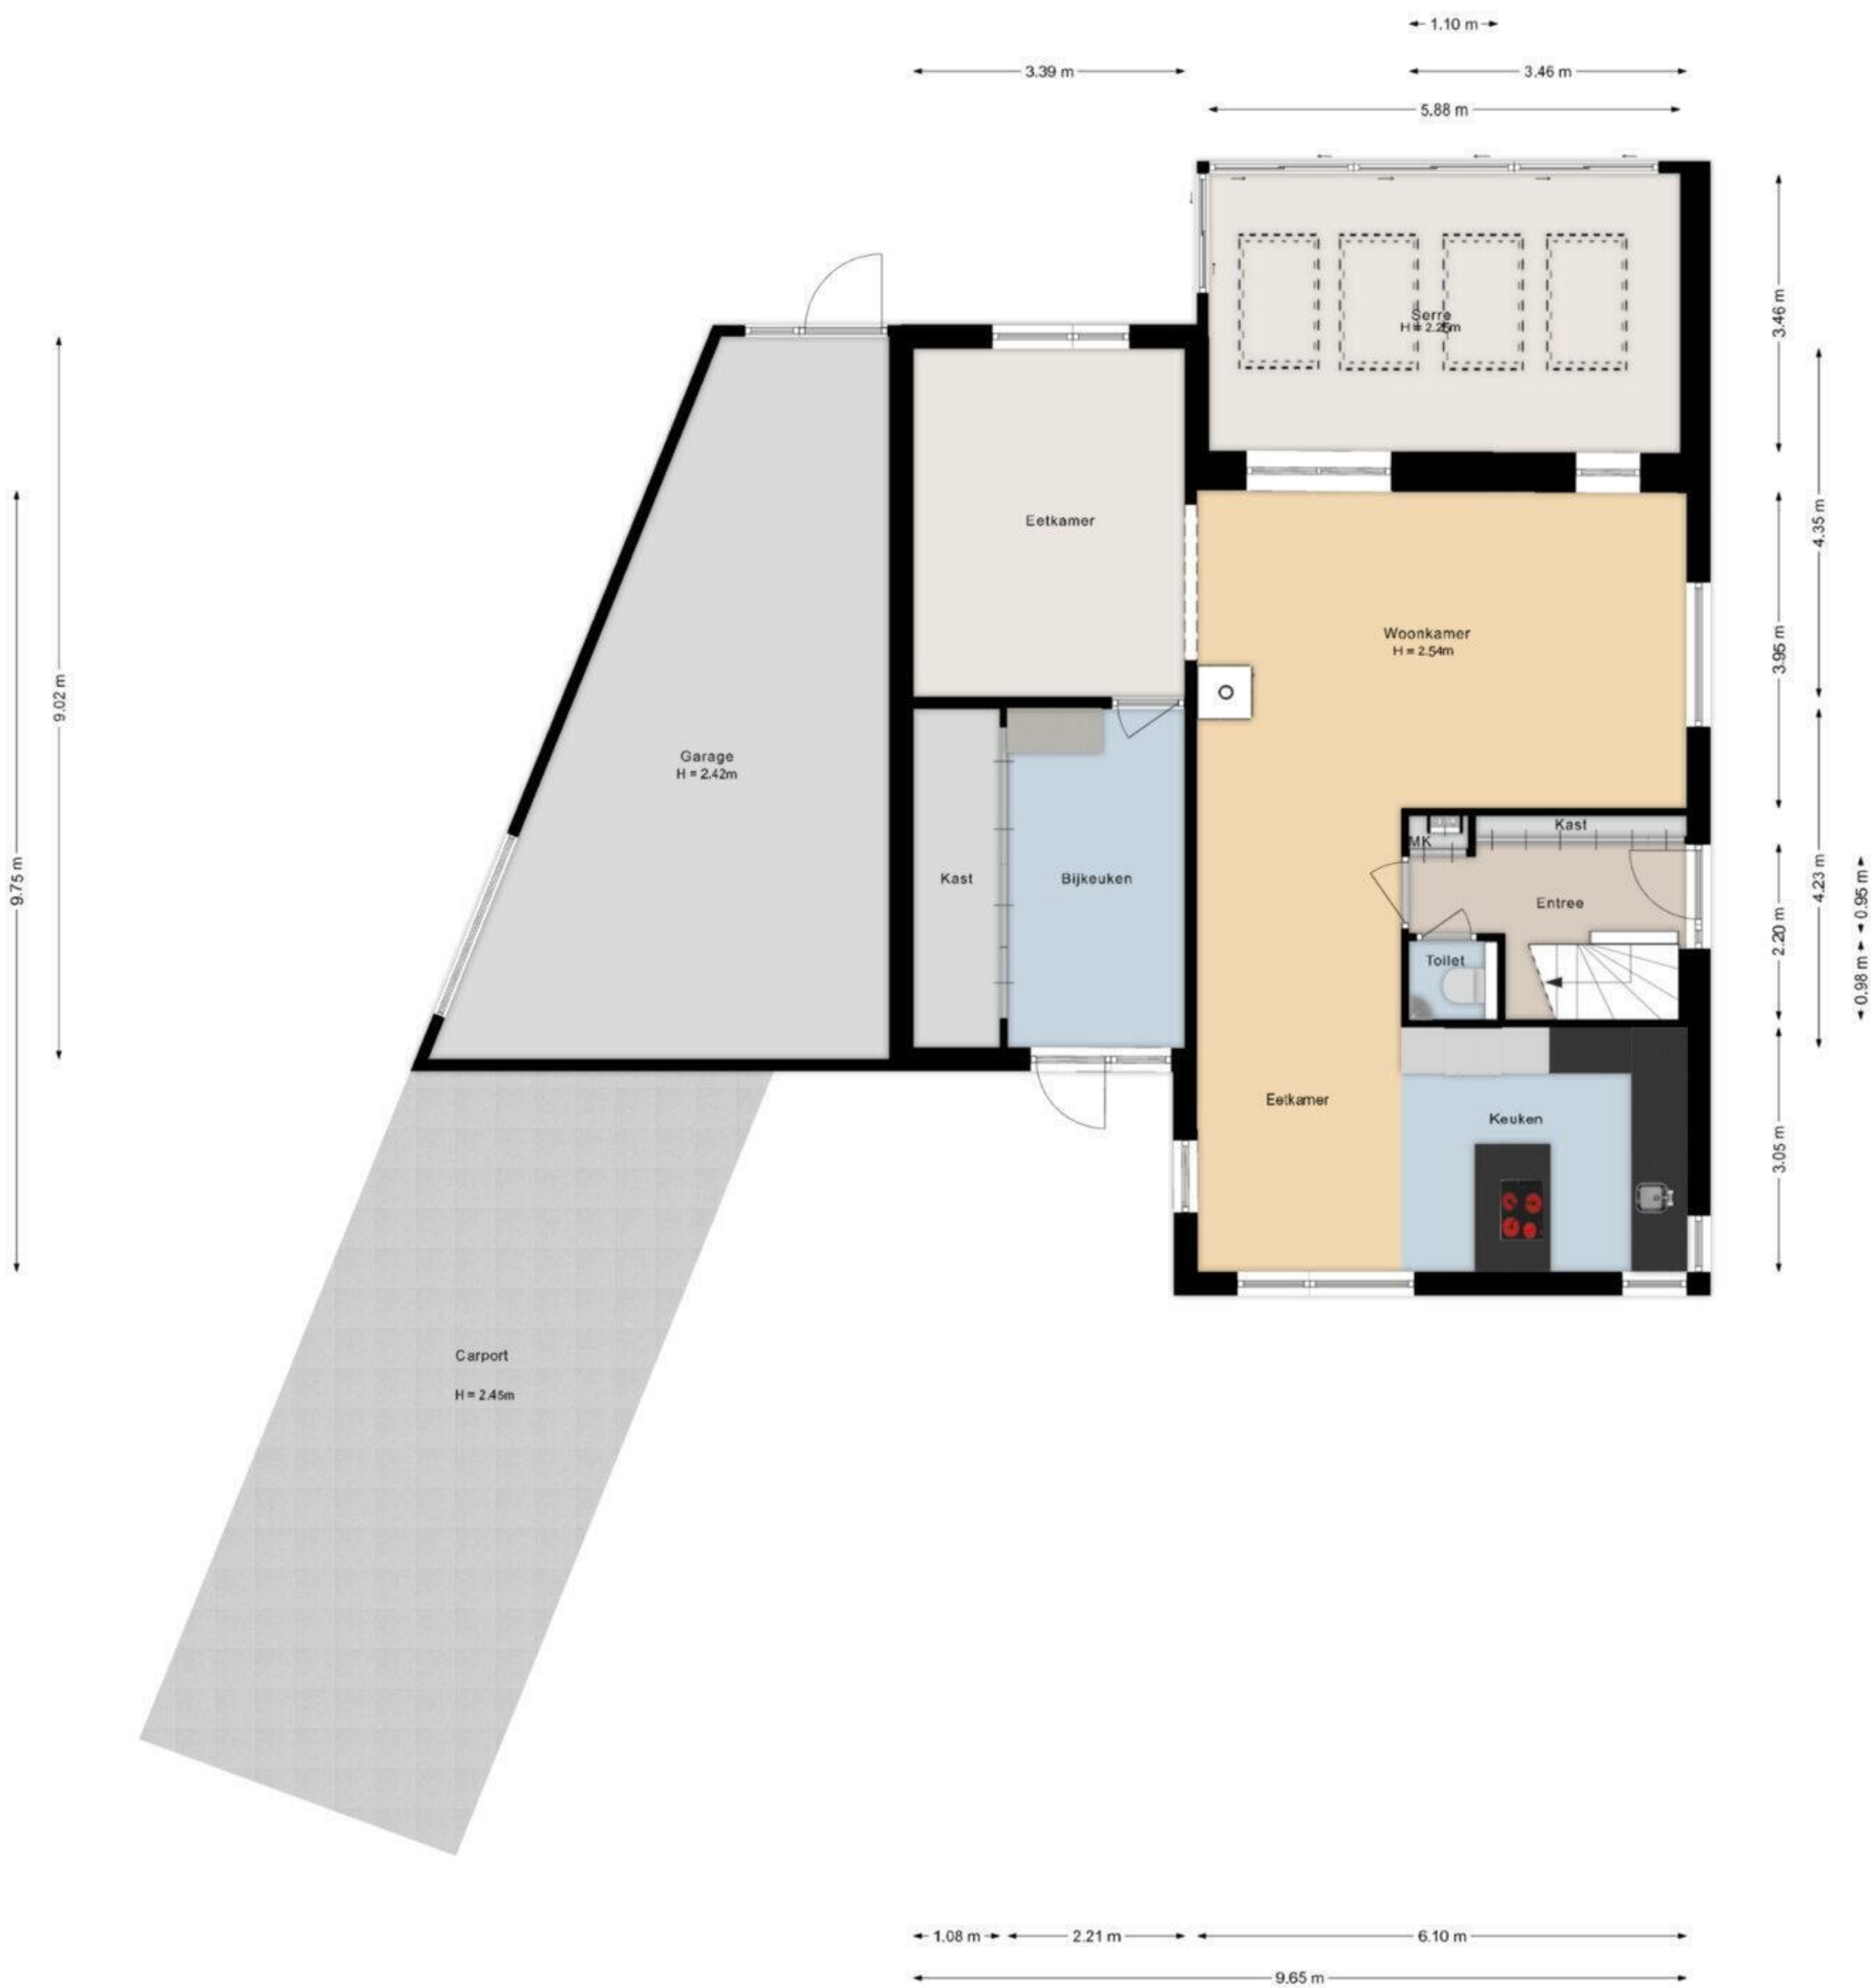 1.10 m
3.39 m
3.46 m
5.88 m
Serre
H = 2.25m
3.46 m
Eetkamer
4.35 m
Woonkamer
H = 2.54m
3.95 m
9.02 m
Garage
H = 2.42m
Kast
MK
Kast
Bijkeuken
Entree
9.75 m
4.23 m
0.95 m
2.20 m
Toilet
0.98 m
Eetkamer
Keuken
3.05 m
Carport
H = 2.45m
1.08 m
2.21 m
6.10 m
9.65 m